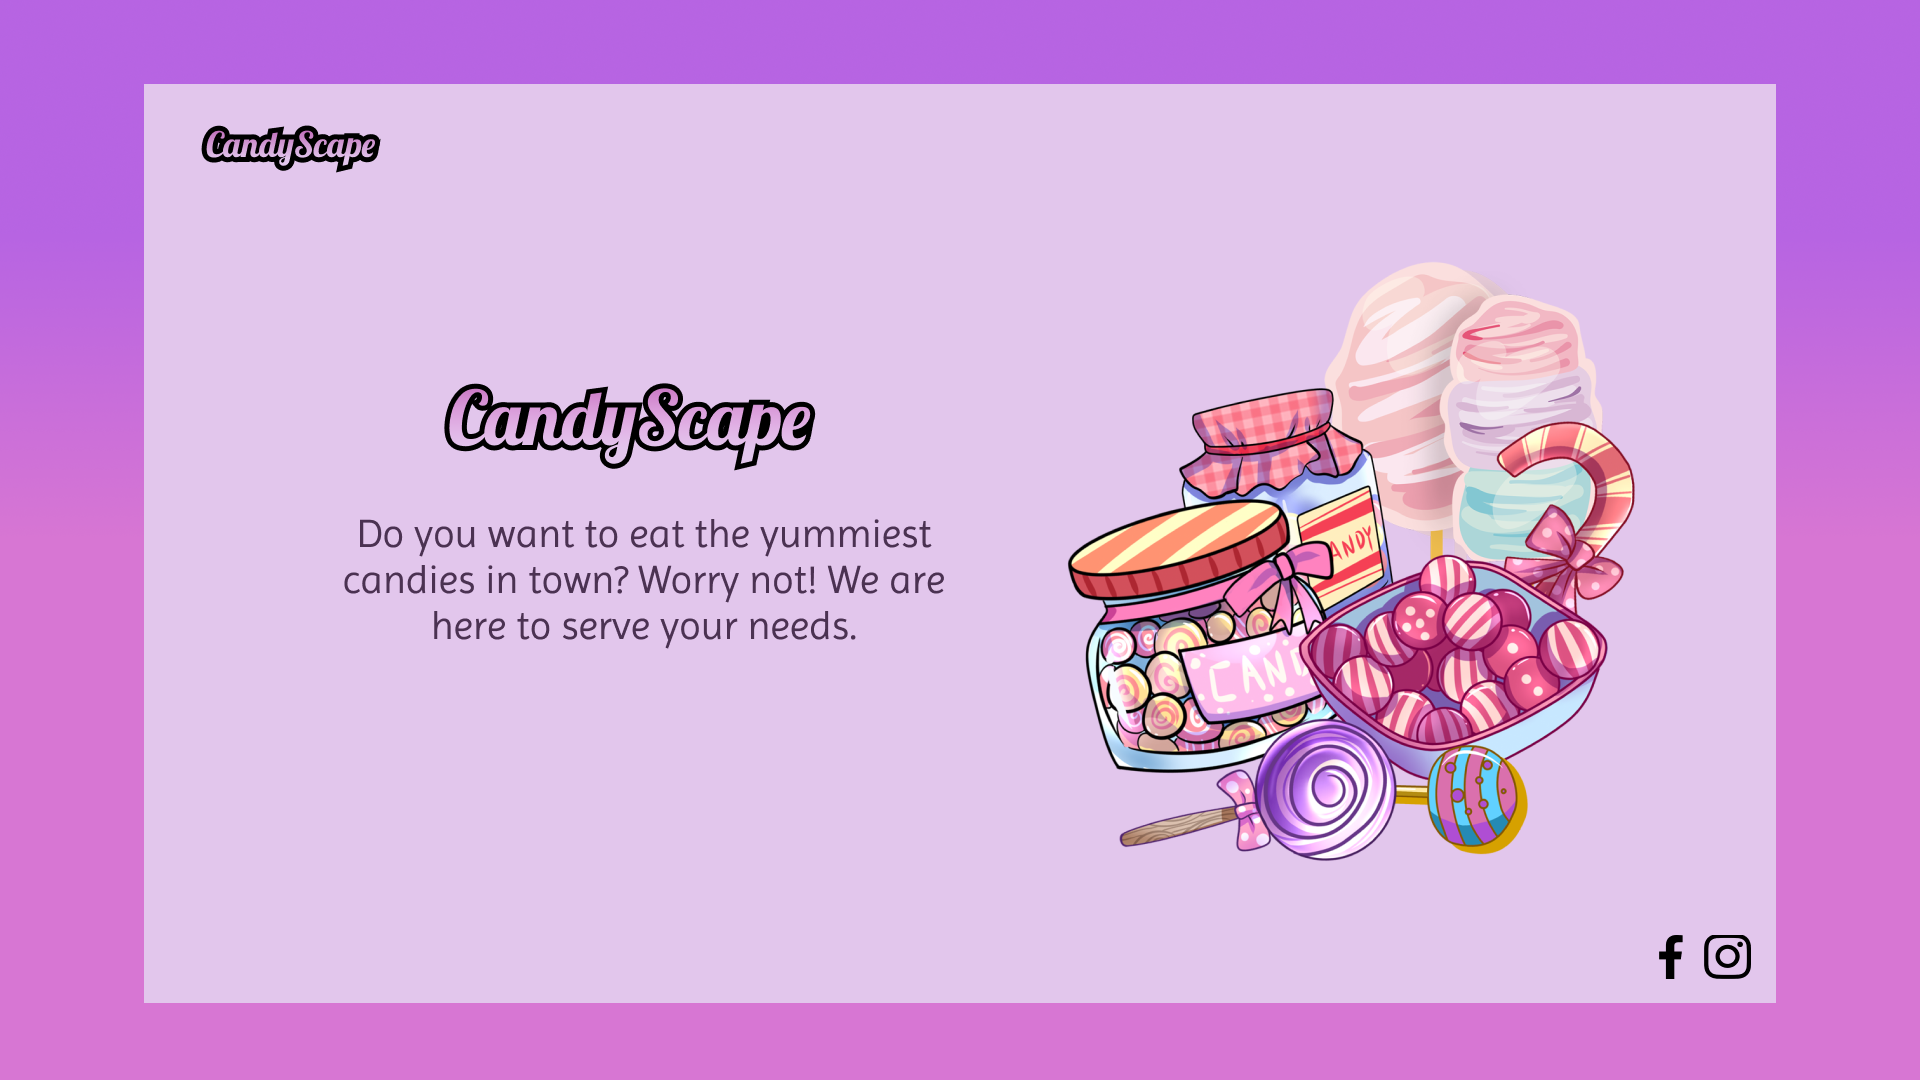 CandyScape
CandyScape
Do you want to eat the yummiest
candies in town? Worry not! We are
here to serve your needs.
ANDY
CAND